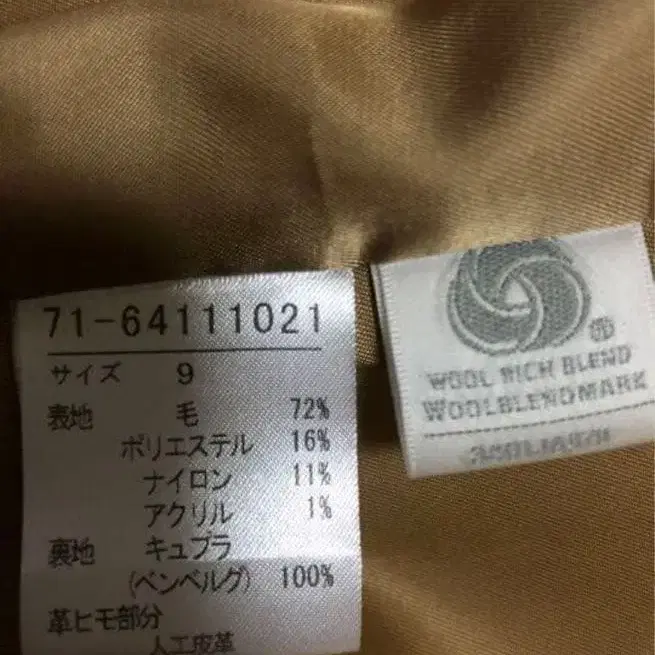 71-64111021
サイズ 9
表地 毛 72%
ポリエステル 16%
ナイロン 11%
アクリル 1%
裏地 キュプラ
(ベンベルグ) 100%
革ヒモ部分
人工皮革
WOOL RICH BLEND
WOOLBLENDMARK